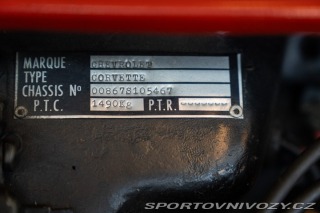 MARQUE CHEVROLET
TYPE CORVETTE
CHASSIS Nº 00867S105467
P.T.C. 1490Kg P.T.R.
SPORTOVNIVOZY.CZ